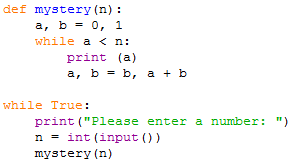 def mystery(n):
    a, b = 0, 1
    while a < n:
        print (a)
        a, b = b, a + b
while True:
    print("Please enter a number: ")
    n = int(input())
    mystery(n)